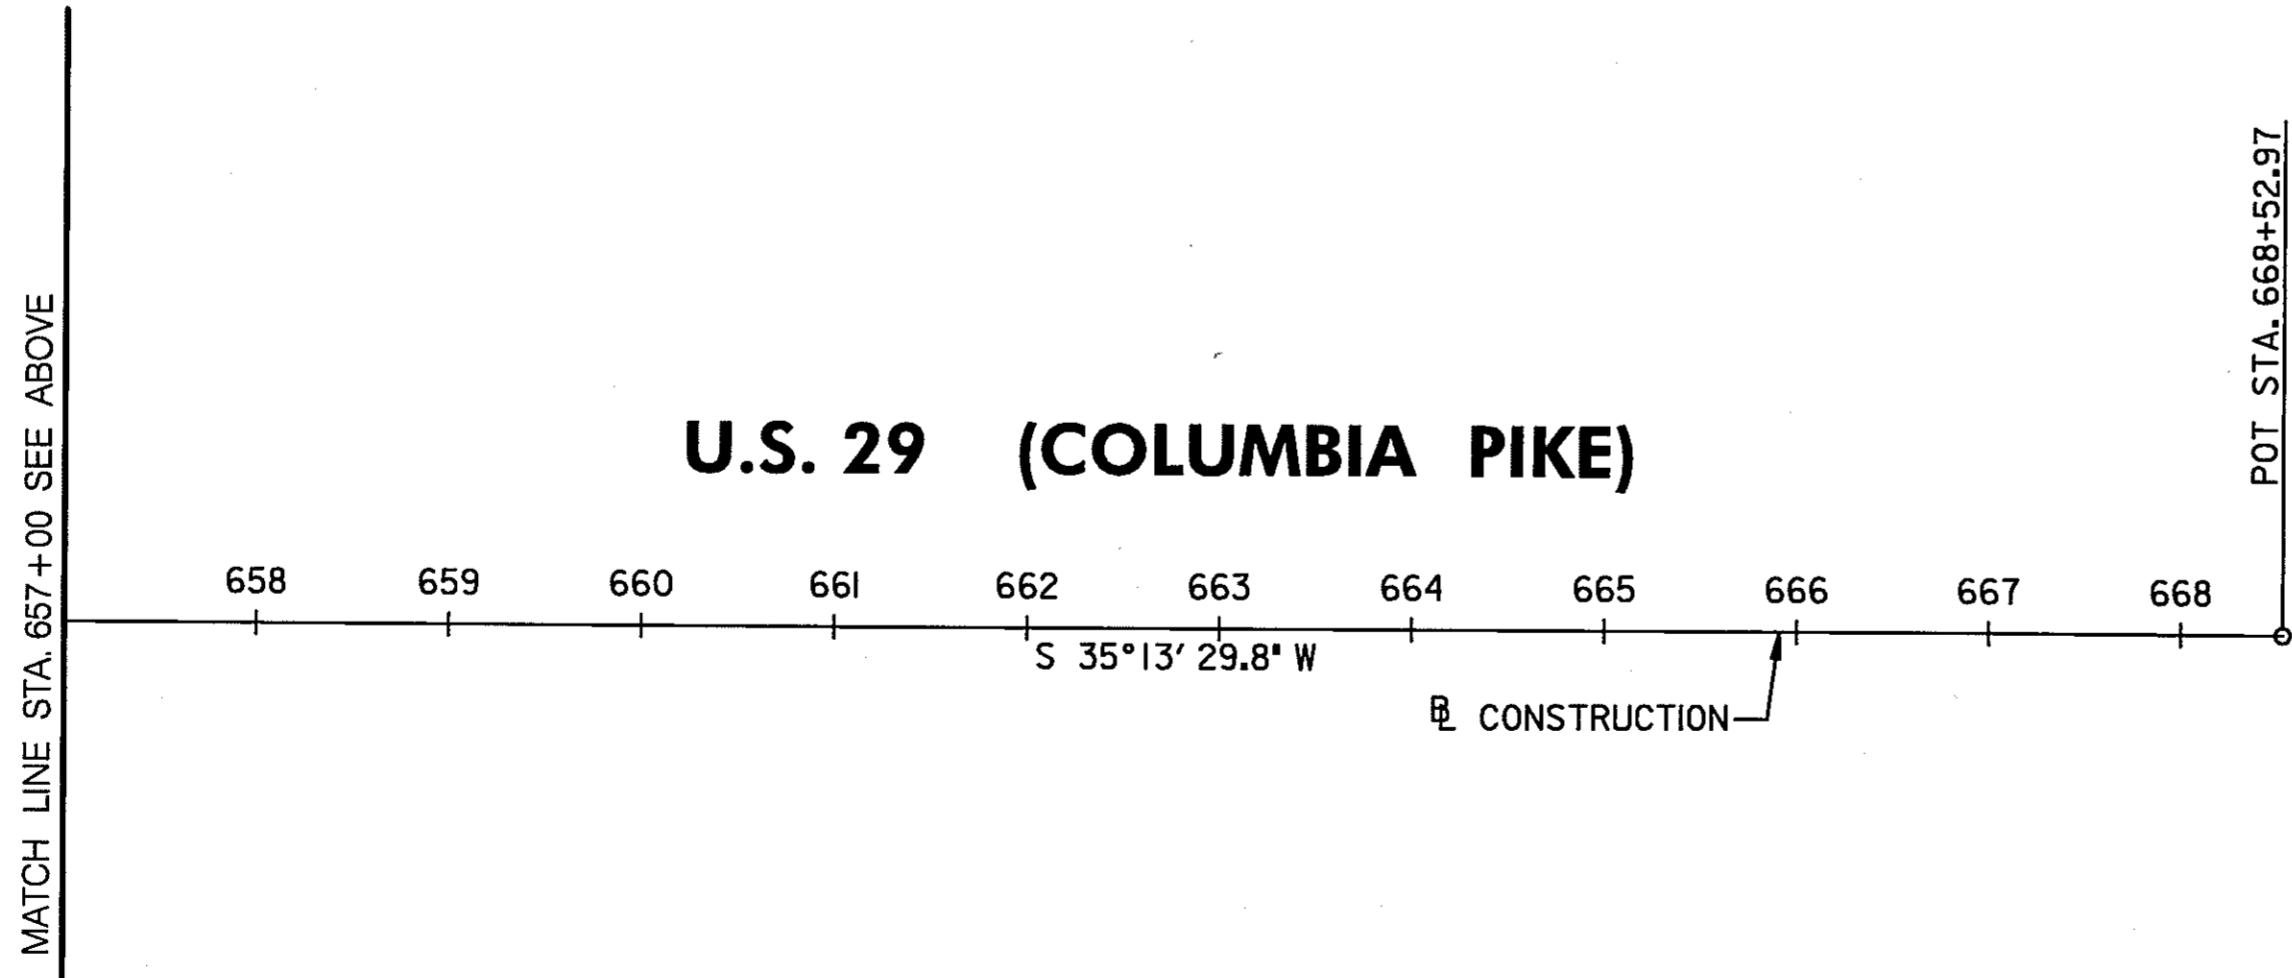 MATCH LINE STA. 657+00 SEE ABOVE
POT STA. 668+52.97
U.S. 29 (COLUMBIA PIKE)
658 659 660 661 662 663 664 665 666 667 668
S 35°13' 29.8" W
BL CONSTRUCTION